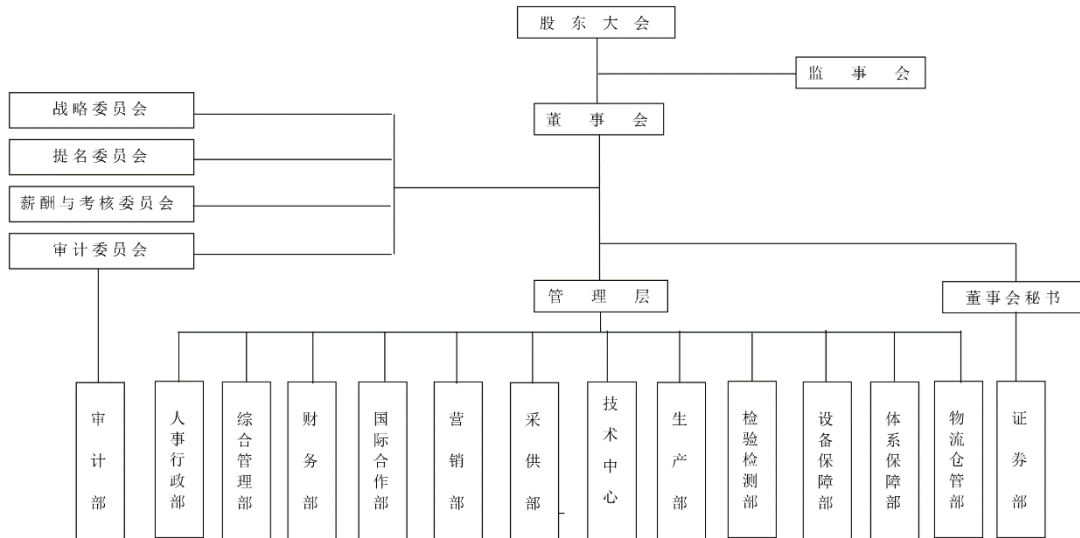 股东大会
监事会
董事会
战略委员会
提名委员会
薪酬与考核委员会
审计委员会
管理层
董事会秘书
审计部
人事行政部
综合管理部
财务部
国际合作部
营销部
采供部
技术中心
生产部
检验检测部
设备保障部
体系保障部
物流仓管部
证券部